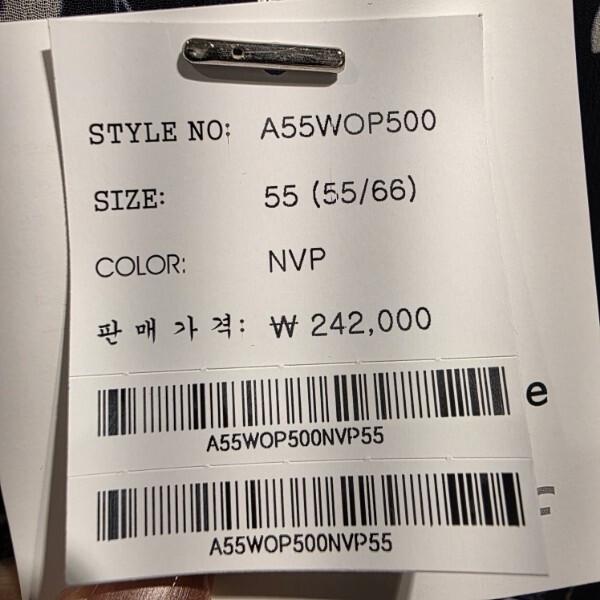 STYLE NO: A55WOP500
SIZE: 55 (55/66)
COLOR: NVP
판매가격: ₩ 242,000
A55WOP500NVP55
A55WOP500NVP55
e